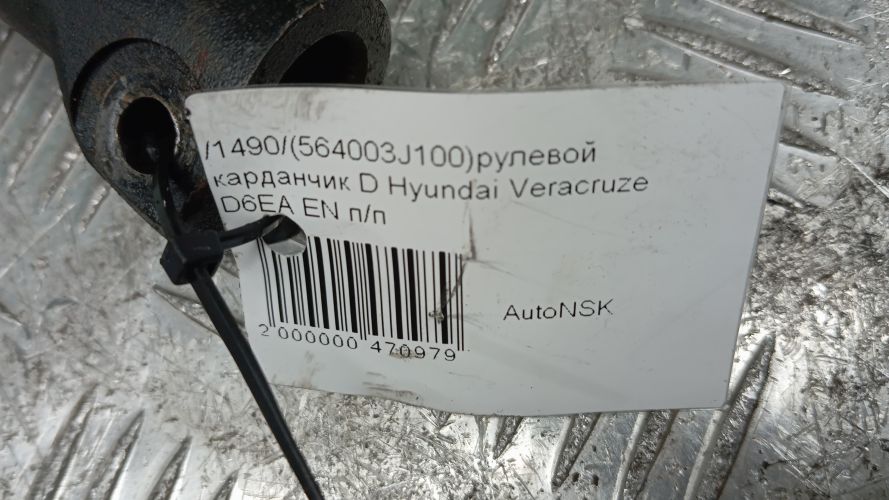 /1490/(564003J100)рулевой
карданчик D Hyundai Veracruze
D6EA EN п/п
AutoNSK
2 000000 470979